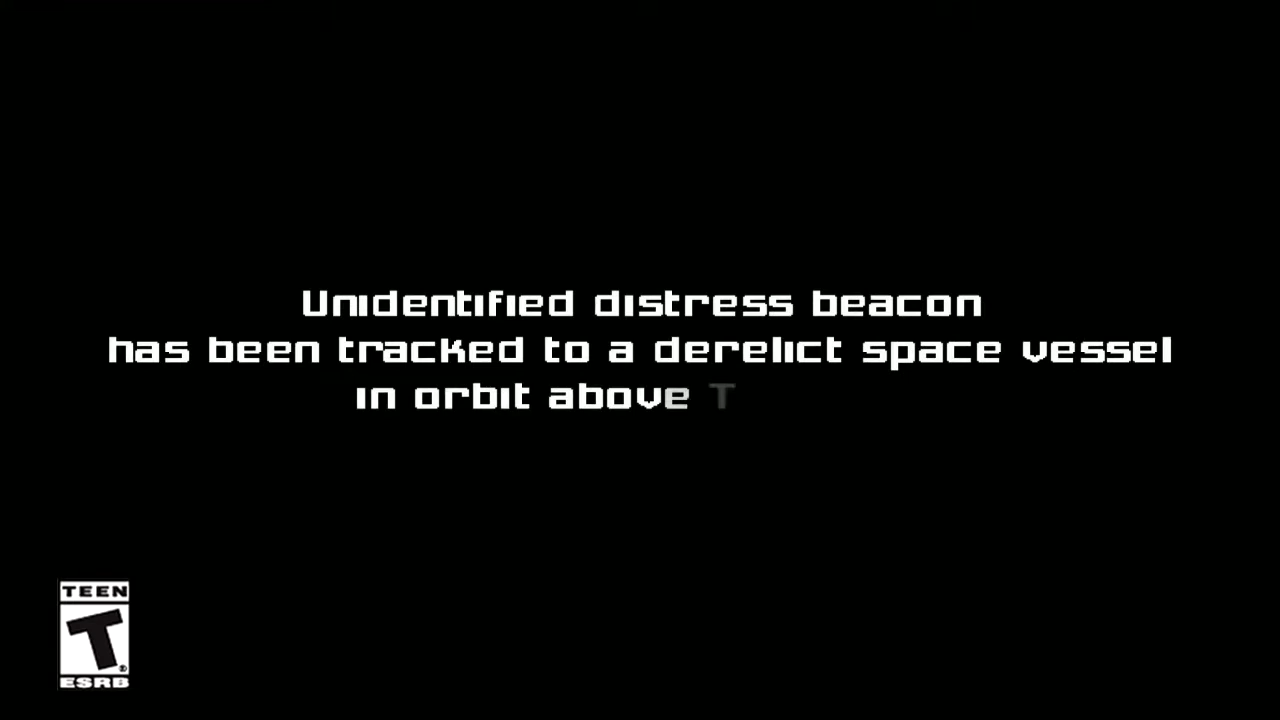 Unidentified distress beacon
has been tracked to a derelict space vessel
in orbit above T
TEEN
T
ESRB